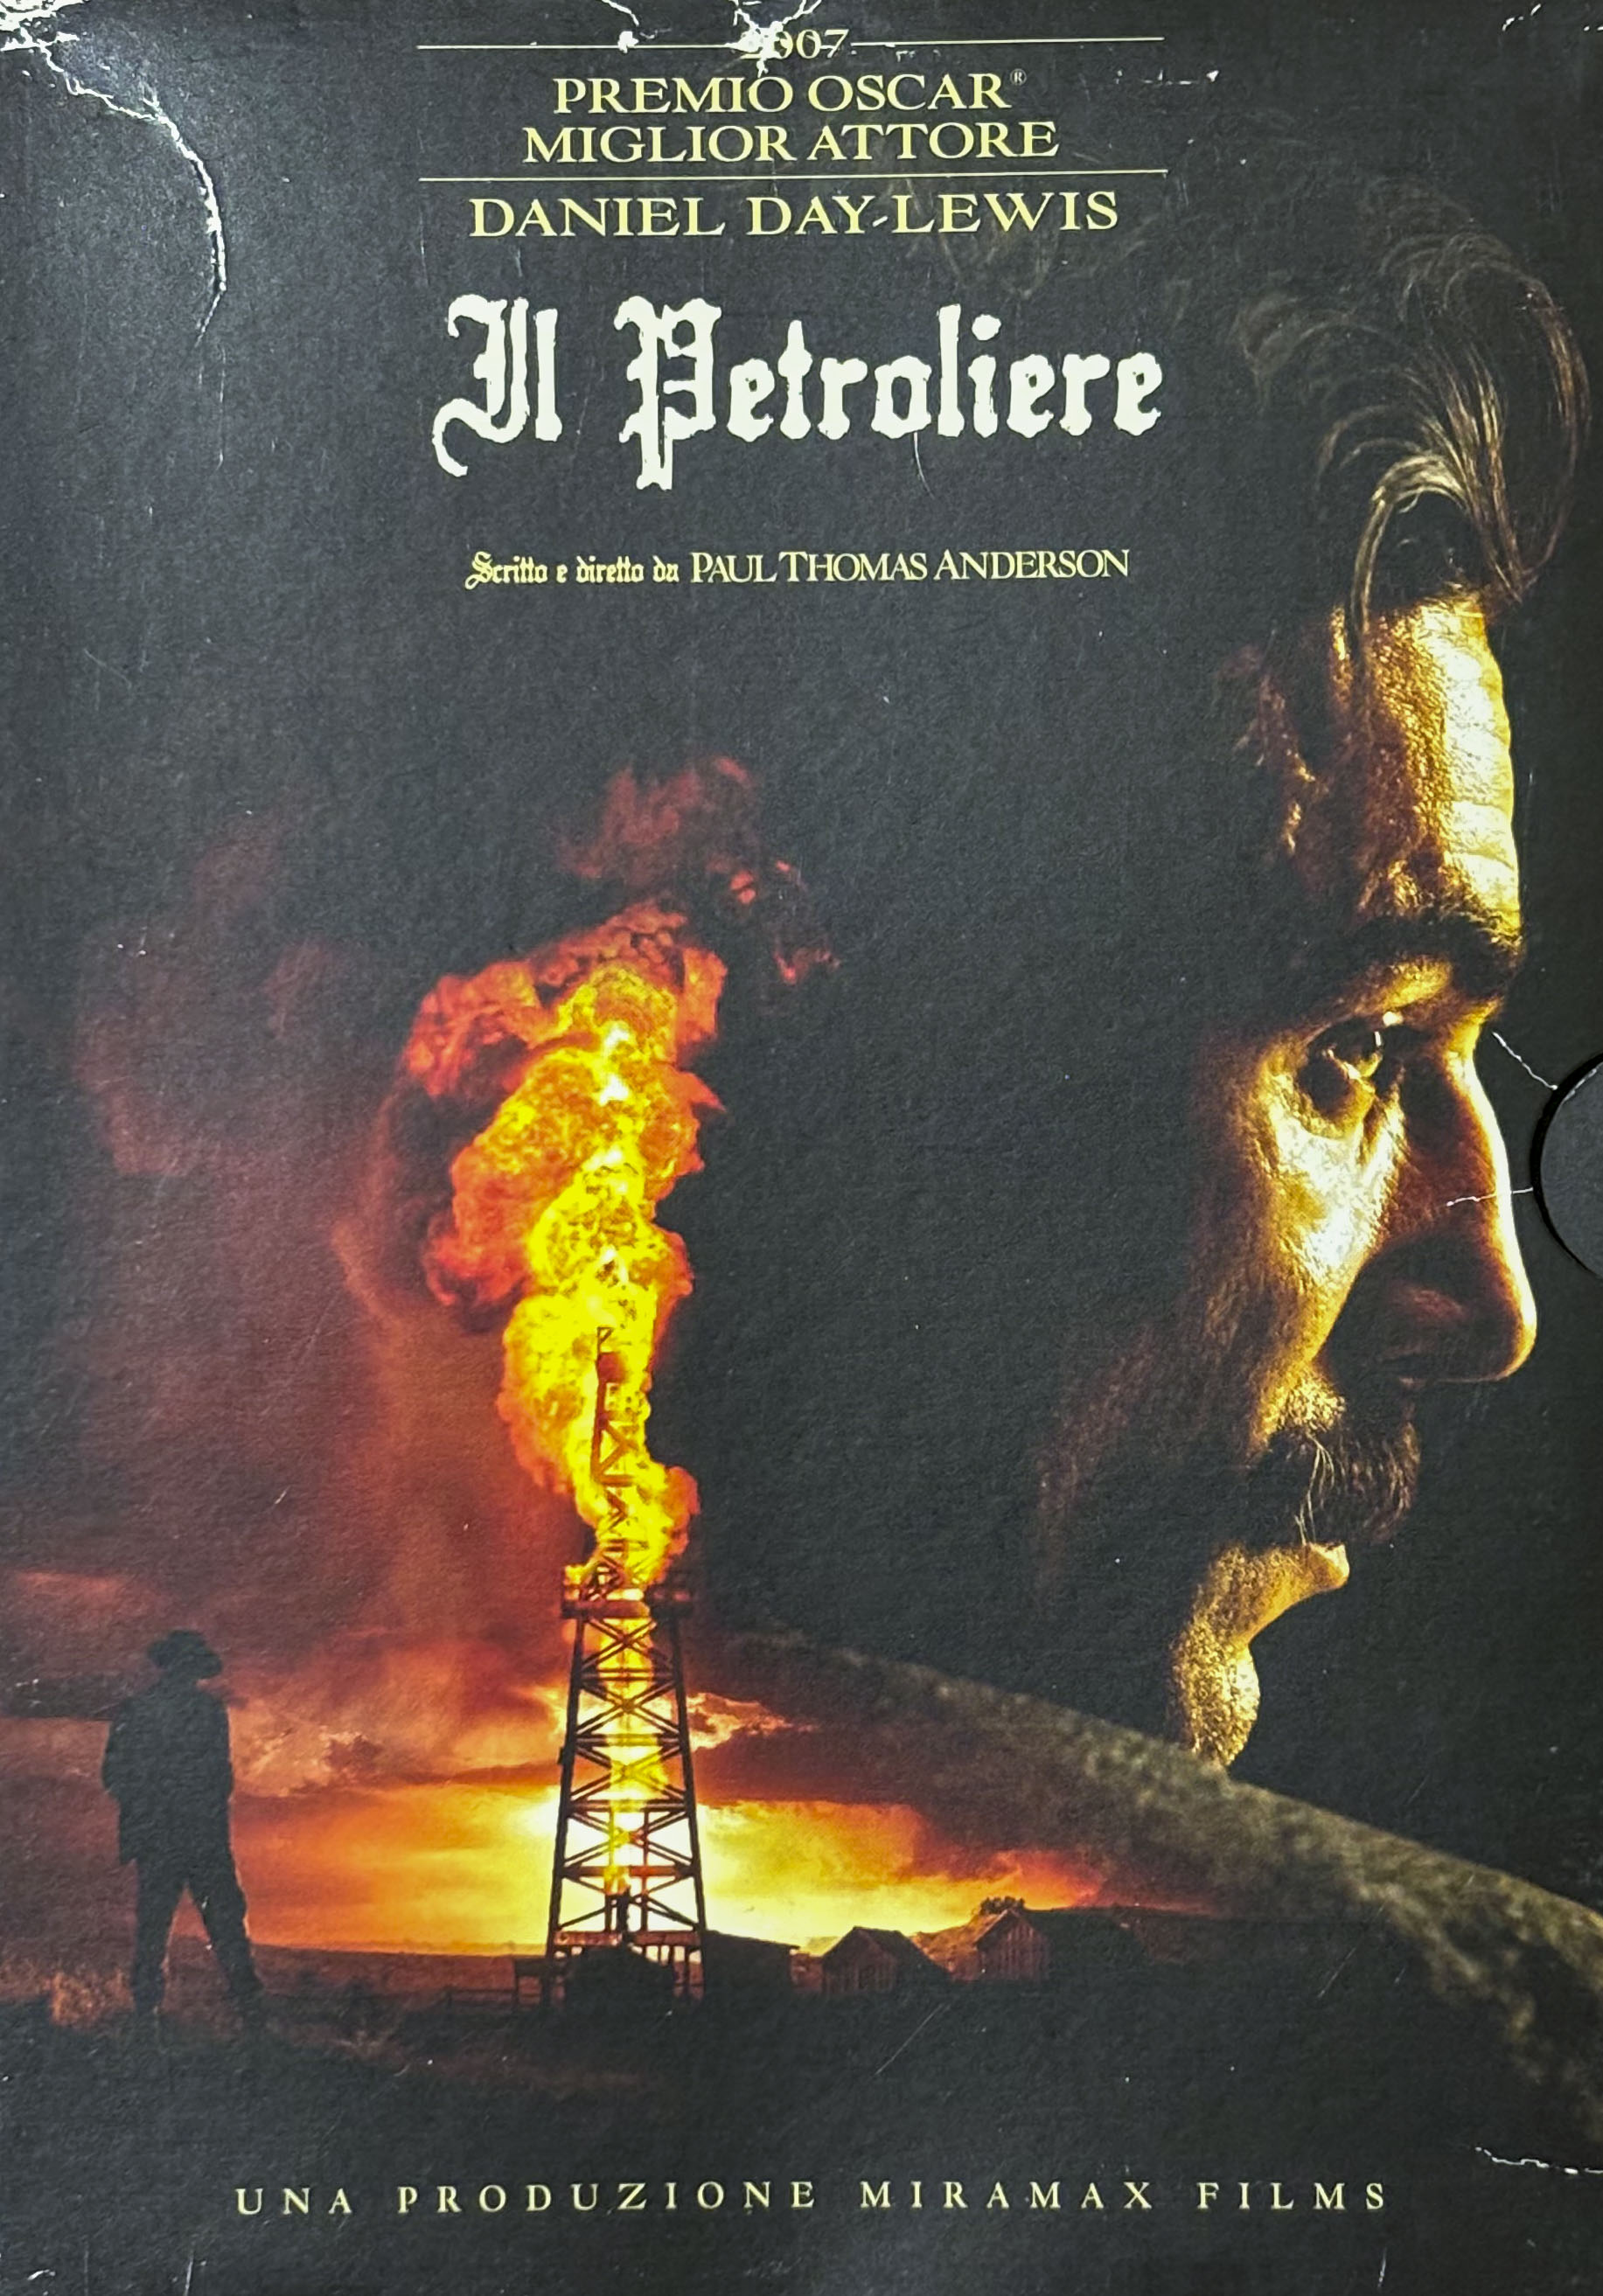 2007
PREMIO OSCAR®
MIGLIOR ATTORE
DANIEL DAY-LEWIS
Il Petroliere
Scritto e diretto da PAUL THOMAS ANDERSON
UNA PRODUZIONE MIRAMAX FILMS